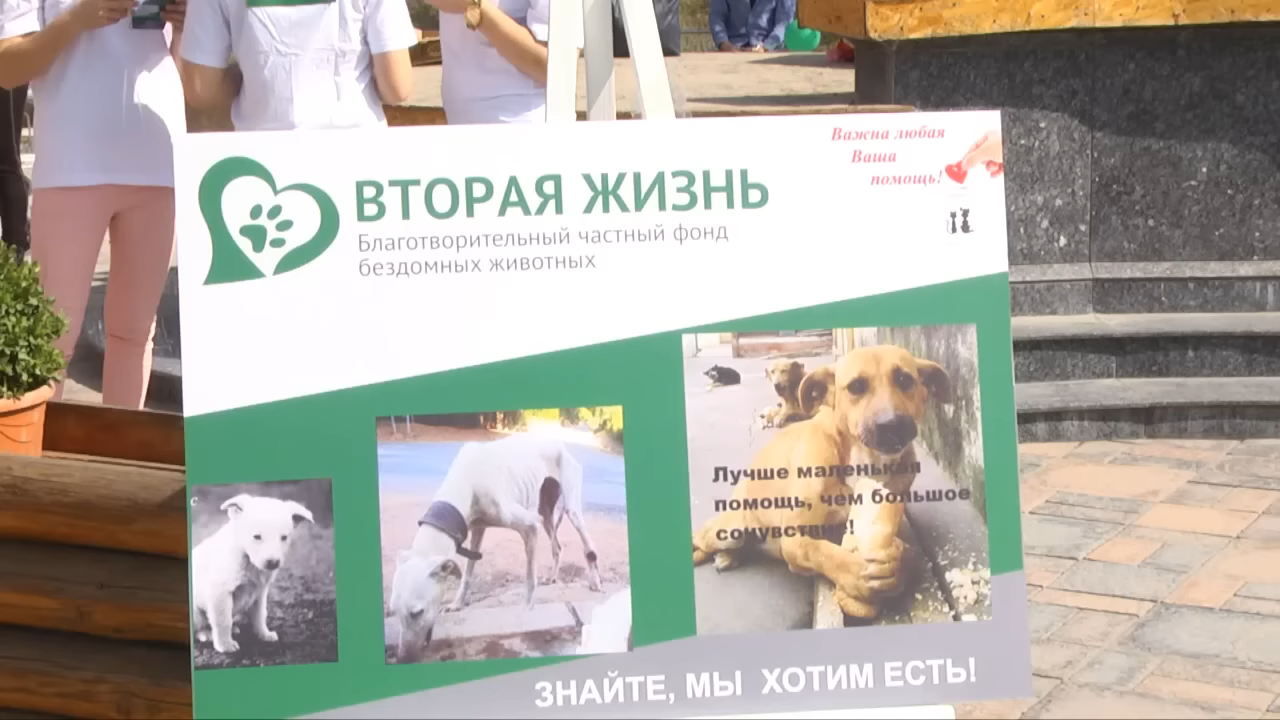 Важна любая
Ваша
помощь!
ВТОРАЯ ЖИЗНЬ
Благотворительный частный фонд
бездомных животных
Лучше маленькая
помощь, чем большое
сочувствие!
ЗНАЙТЕ, МЫ ХОТИМ ЕСТЬ!